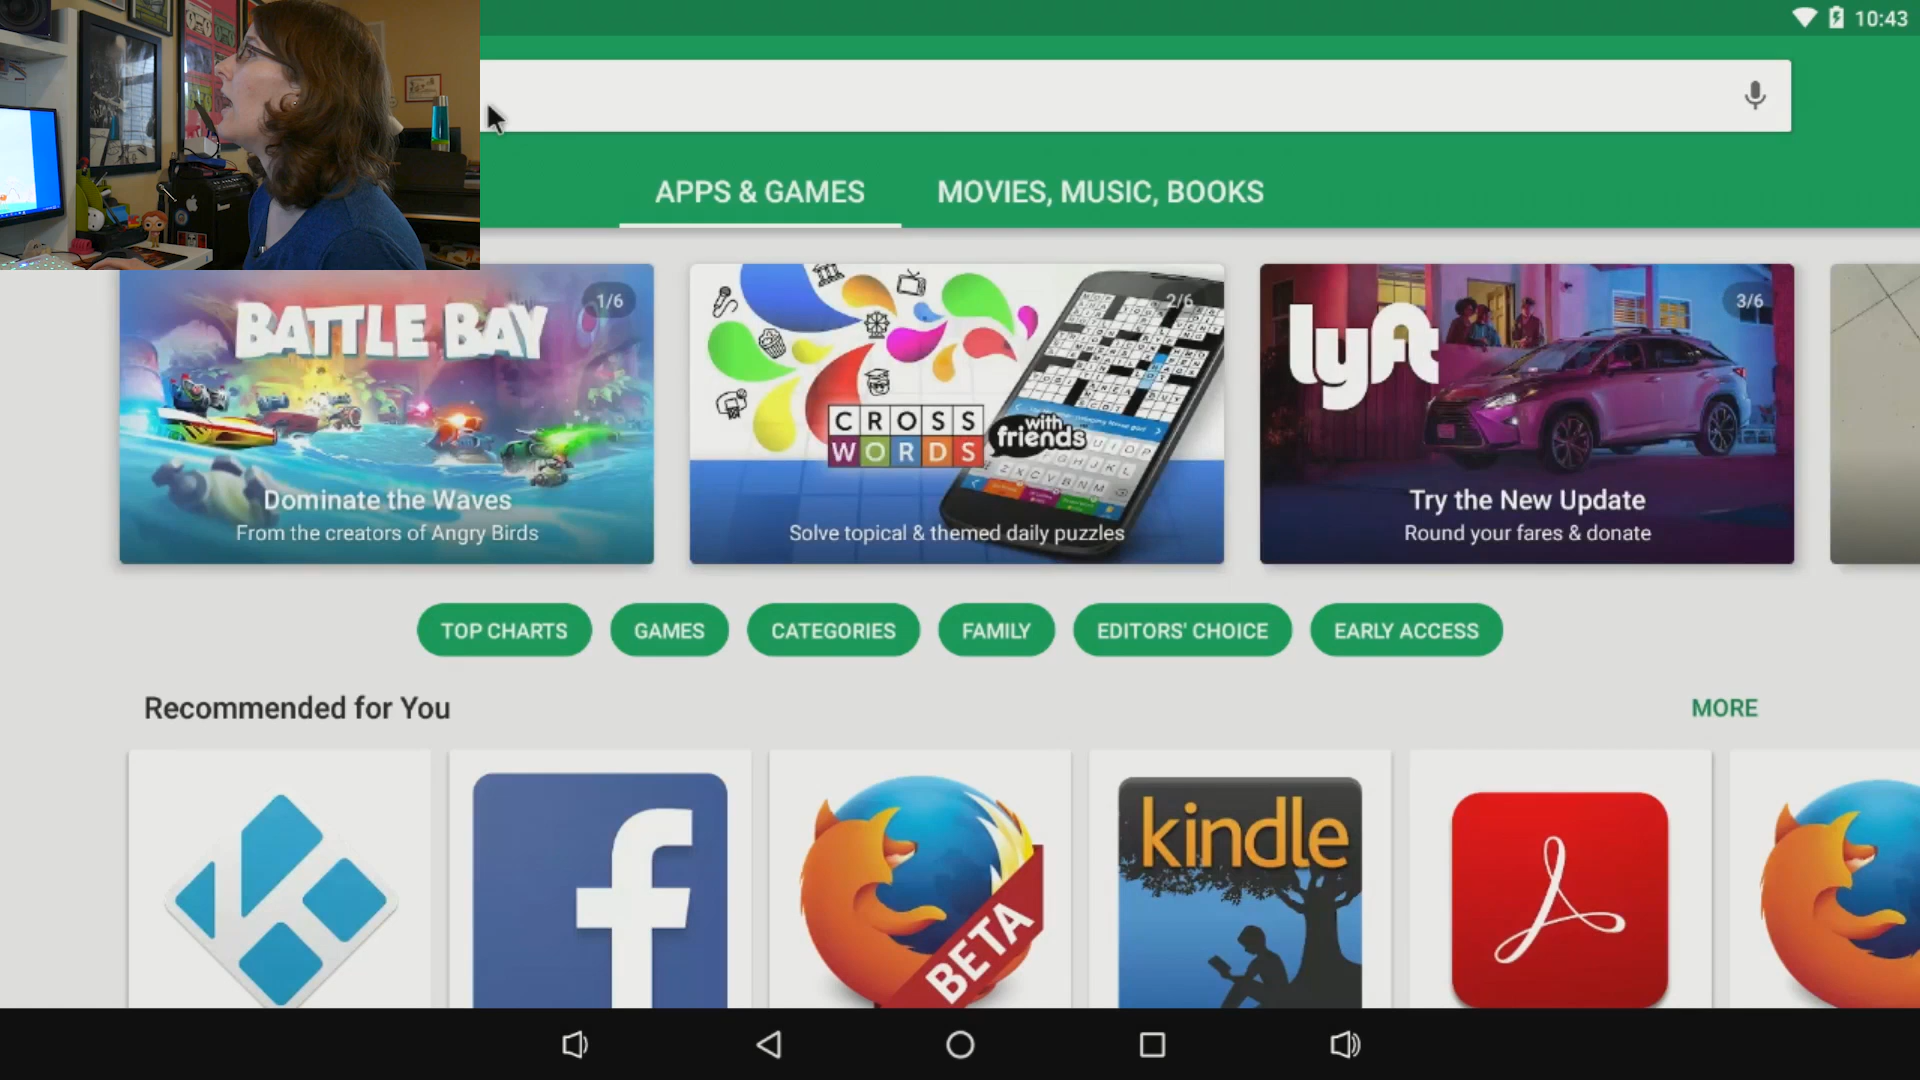 10:43
APPS & GAMES
MOVIES, MUSIC, BOOKS
BATTLE BAY
1/6
Dominate the Waves
From the creators of Angry Birds
2/6
CROSS
WORDS
with
friends
Solve topical & themed daily puzzles
lyft
3/6
Try the New Update
Round your fares & donate
TOP CHARTS
GAMES
CATEGORIES
FAMILY
EDITORS' CHOICE
EARLY ACCESS
Recommended for You
MORE
f
BETA
kindle